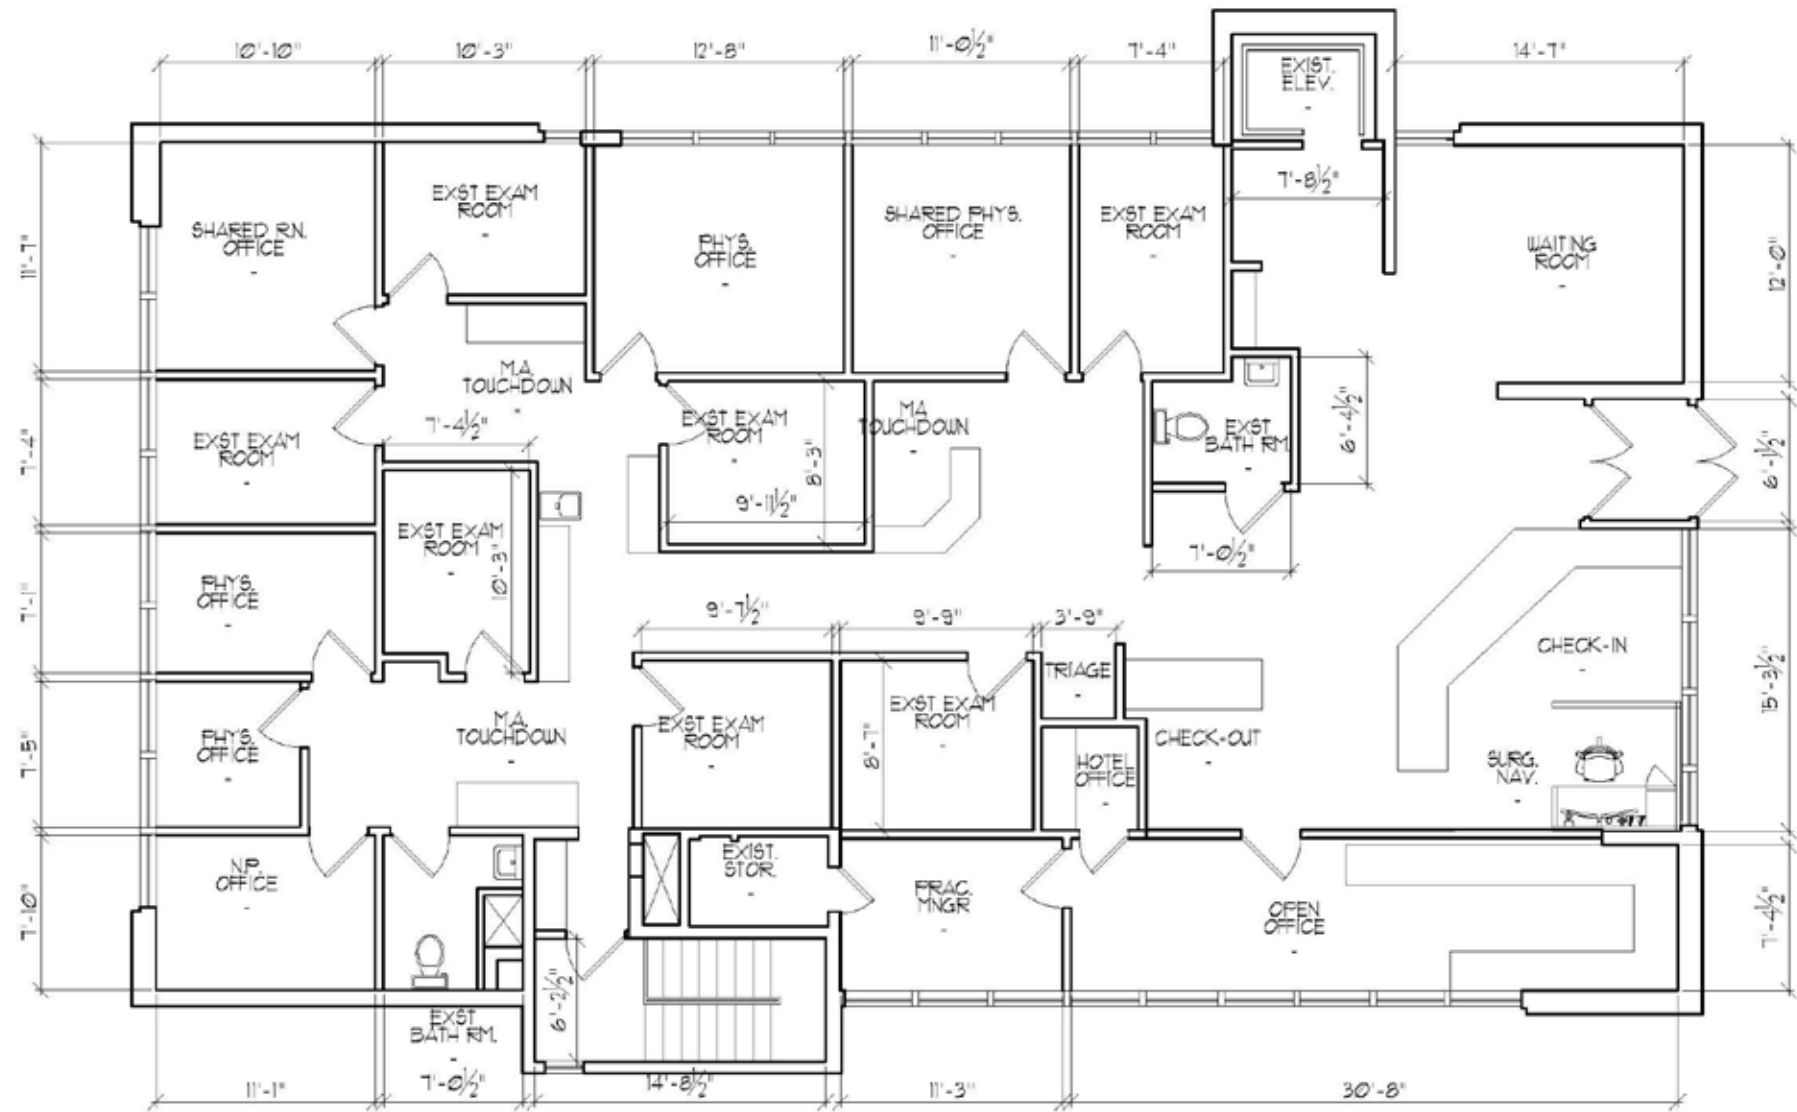 10'-10"
10'-3"
12'-8"
11'-0½"
7'-4"
14'-7"
EXIST.
ELEV.
-
7'-8½"
11'-7"
SHARED RN.
OFFICE
-
EXST EXAM
ROOM
-
PHYS.
OFFICE
-
SHARED PHYS.
OFFICE
-
EXST EXAM
ROOM
-
WAITING
ROOM
-
12'-0"
M.A.
TOUCHDOWN
-
7'-4½"
7'-4"
EXST EXAM
ROOM
-
EXST EXAM
ROOM
-
8'-3"
9'-11½"
MA
TOUCHDOWN
-
EXST
BATH RM.
-
6'-4½"
6'-1½"
7'-0½"
EXST EXAM
ROOM
-
10'-3"
7'-1"
PHYS.
OFFICE
-
9'-7½"
9'-9"
3'-9"
TRIAGE
-
CHECK-IN
-
15'-3½"
7'-5"
PHYS.
OFFICE
-
M.A.
TOUCHDOWN
-
EXST EXAM
ROOM
-
EXST EXAM
ROOM
-
8'-7"
HOTEL
OFFICE
-
CHECK-OUT
-
SURG.
NAV.
-
7'-10"
N.P.
OFFICE
-
EXIST.
STOR.
-
PRAC.
MNGR
-
OPEN
OFFICE
-
7'-4½"
EXST
BATH RM.
-
6'-2½"
11'-1"
7'-0½"
14'-8½"
11'-3"
30'-8"